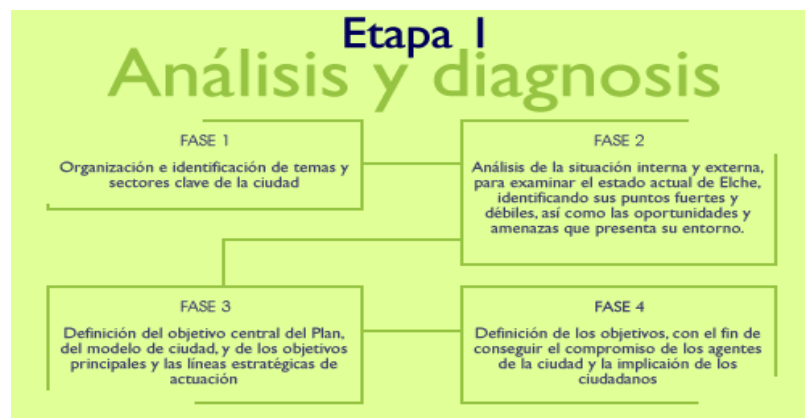 Etapa 1
Análisis y diagnosis
FASE 1
Organización e identificación de temas y
sectores clave de la ciudad
FASE 2
Análisis de la situación interna y externa,
para examinar el estado actual de Elche,
identificando sus puntos fuertes y
débiles, así como las oportunidades y
amenazas que presenta su entorno.
FASE 3
Definición del objetivo central del Plan,
del modelo de ciudad, y de los objetivos
principales y las líneas estratégicas de
actuación
FASE 4
Definición de los objetivos, con el fin de
conseguir el compromiso de los agentes
de la ciudad y la implicaión de los
ciudadanos